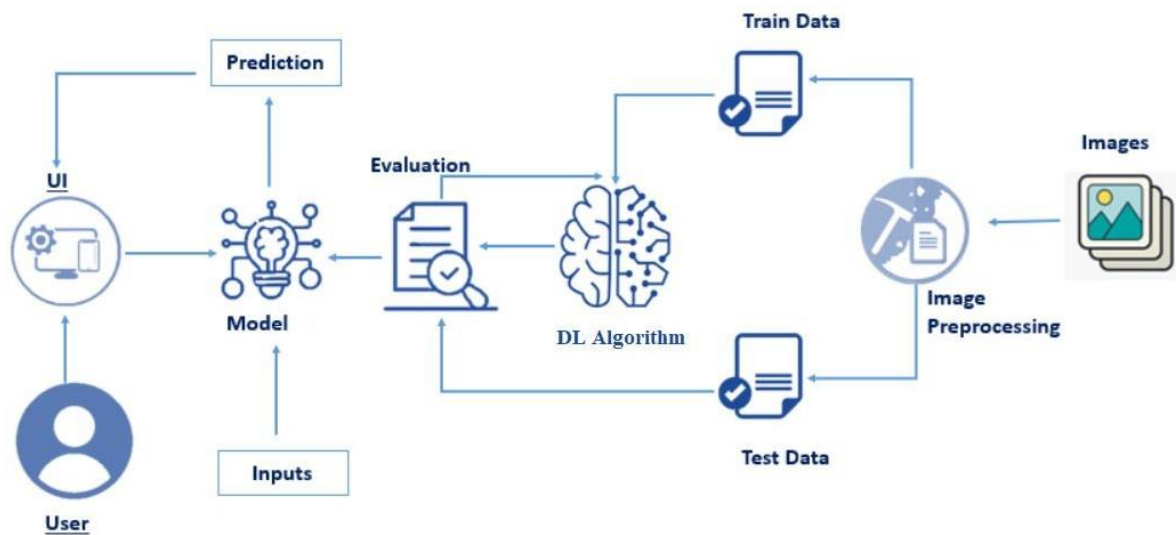 Train Data
Prediction
Images
Evaluation
UI
Model
DL Algorithm
Image
Preprocessing
Inputs
Test Data
User